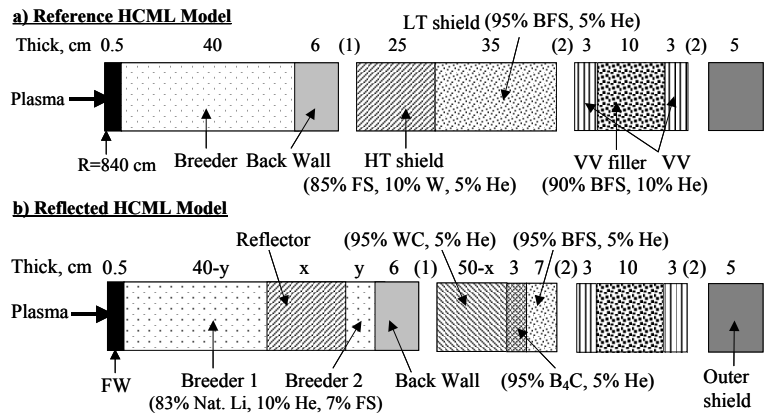 a) Reference HCML Model
LT shield (95% BFS, 5% He)
Thick, cm 0.5 40 6 (1) 25 35 (2) 3 10 3 (2) 5
Plasma
R=840 cm Breeder Back Wall HT shield VV filler VV
(85% FS, 10% W, 5% He) (90% BFS, 10% He)
b) Reflected HCML Model
Reflector (95% WC, 5% He) (95% BFS, 5% He)
Thick, cm 0.5 40-y x y 6 (1) 50-x 3 7 (2) 3 10 3 (2) 5
Plasma
FW Breeder 1 Breeder 2 Back Wall (95% B₄C, 5% He) Outer
(83% Nat. Li, 10% He, 7% FS) shield